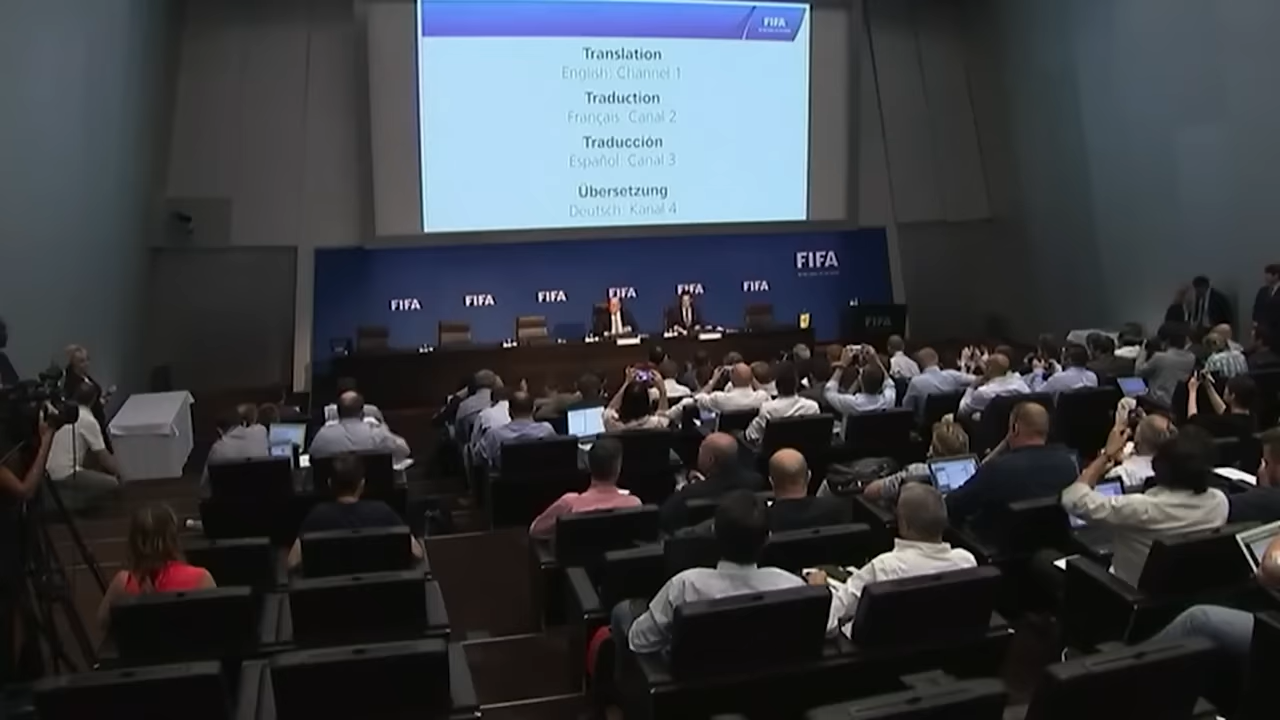 FIFA
Translation
English: Channel 1
Traduction
Français: Canal 2
Traducción
Español: Canal 3
Übersetzung
Deutsch: Kanal 4
FIFA
FIFA
FIFA
FIFA
FIFA
FIFA
FIFA
FIFA